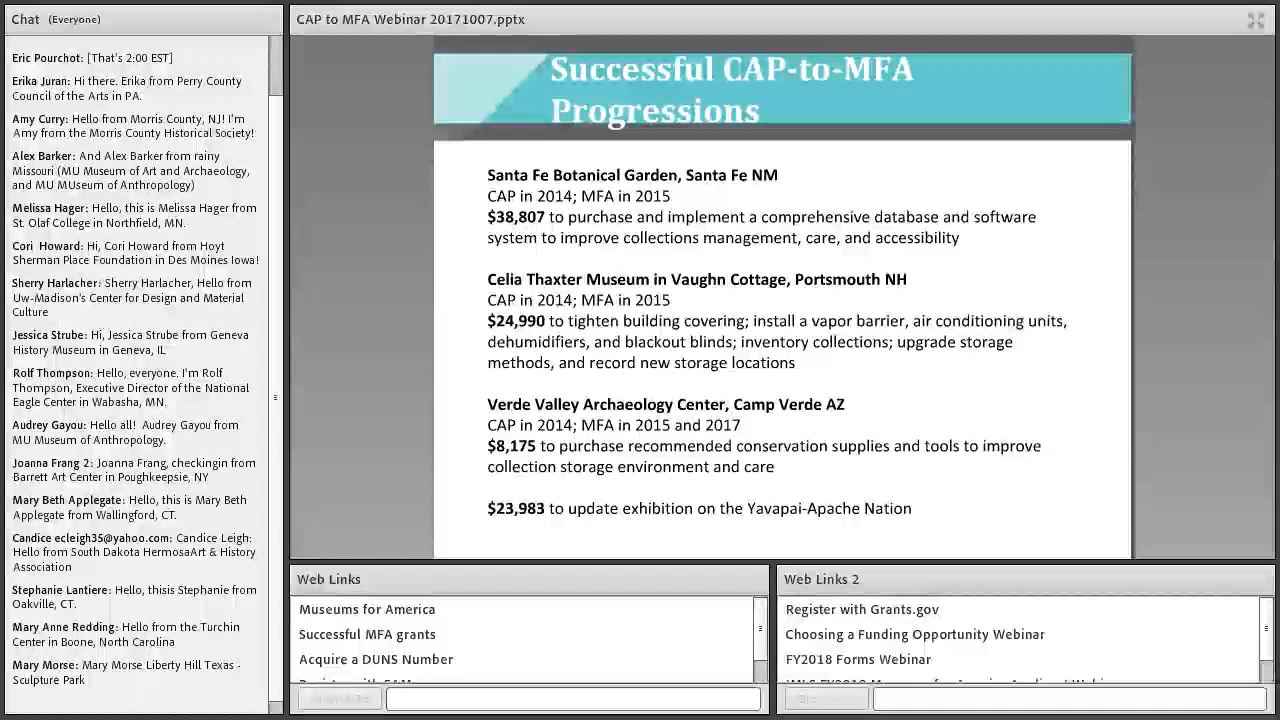 Chat (Everyone)
Eric Pourchot: [That's 2:00 EST]
Erika Juran: Hi there. Erika from Perry County
Council of the Arts in PA.
Amy Curry: Hello from Morris County, NJ! I'm
Amy from the Morris County Historical Society!
Alex Barker: And Alex Barker from rainy
Missouri (MU Museum of Art and Archaeology,
and MU MUseum of Anthropology)
Melissa Hager: Hello, this is Melissa Hager from
St. Olaf College in Northfield, MN.
Cori Howard: Hi, Cori Howard from Hoyt
Sherman Place Foundation in Des Moines Iowa!
Sherry Harlacher: Sherry Harlacher, Hello from
Uw-Madison's Center for Design and Material
Culture
Jessica Strube: Hi, Jessica Strube from Geneva
History Museum in Geneva, IL
Rolf Thompson: Hello, everyone. I'm Rolf
Thompson, Executive Director of the National
Eagle Center in Wabasha, MN.
Audrey Gayou: Hello all! Audrey Gayou from
MU Museum of Anthropology.
Joanna Frang 2: Joanna Frang, checkingin from
Barrett Art Center in Poughkeepsie, NY
Mary Beth Applegate: Hello, this is Mary Beth
Applegate from Wallingford, CT.
Candice ecleigh35@yahoo.com: Candice Leigh:
Hello from South Dakota HermosaArt & History
Association
Stephanie Lantiere: Hello, thisis Stephanie from
Oakville, CT.
Mary Anne Redding: Hello from the Turchin
Center in Boone, North Carolina
Mary Morse: Mary Morse Liberty Hill Texas -
Sculpture Park
CAP to MFA Webinar 20171007.pptx
Successful CAP-to-MFA
Progressions
Santa Fe Botanical Garden, Santa Fe NM
CAP in 2014; MFA in 2015
$38,807 to purchase and implement a comprehensive database and software
system to improve collections management, care, and accessibility
Celia Thaxter Museum in Vaughn Cottage, Portsmouth NH
CAP in 2014; MFA in 2015
$24,990 to tighten building covering; install a vapor barrier, air conditioning units,
dehumidifiers, and blackout blinds; inventory collections; upgrade storage
methods, and record new storage locations
Verde Valley Archaeology Center, Camp Verde AZ
CAP in 2014; MFA in 2015 and 2017
$8,175 to purchase recommended conservation supplies and tools to improve
collection storage environment and care
$23,983 to update exhibition on the Yavapai-Apache Nation
Web Links
Museums for America
Successful MFA grants
Acquire a DUNS Number
Web Links 2
Register with Grants.gov
Choosing a Funding Opportunity Webinar
FY2018 Forms Webinar